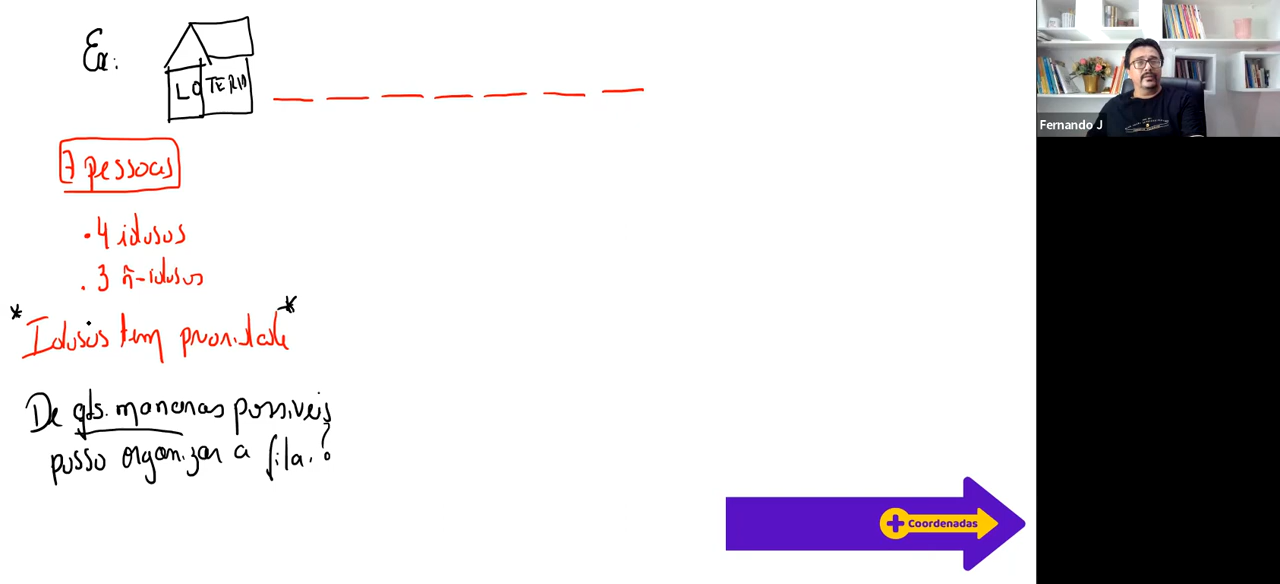 Ex:
LOTERIA
7 pessoas
• 4 idosos
• 3 ñ-idosos
* Idosos tem prioridade *
De qts. maneiras possiveis
posso organizar a fila.?
Fernando J
+ Coordenadas